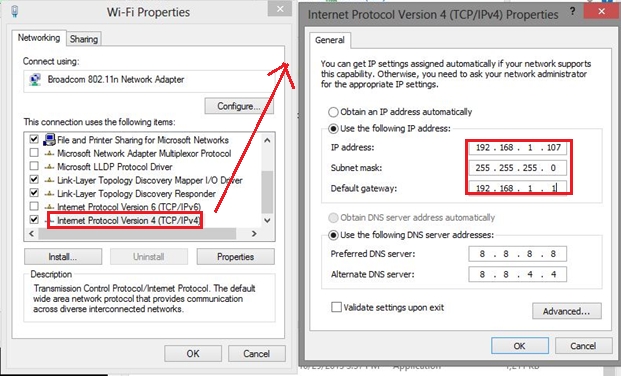 Wi-Fi Properties
Networking
Sharing
Connect using:
Broadcom 802.11n Network Adapter
Configure...
This connection uses the following items:
File and Printer Sharing for Microsoft Networks
Microsoft Network Adapter Multiplexor Protocol
Microsoft LLDP Protocol Driver
Link-Layer Topology Discovery Mapper I/O Driver
Link-Layer Topology Discovery Responder
Internet Protocol Version 6 (TCP/IPv6)
Internet Protocol Version 4 (TCP/IPv4)
Install...
Uninstall
Properties
Description
Transmission Control Protocol/Internet Protocol. The default
wide area network protocol that provides communication
across diverse interconnected networks.
OK
Cancel
Internet Protocol Version 4 (TCP/IPv4) Properties
?
General
You can get IP settings assigned automatically if your network supports
this capability. Otherwise, you need to ask your network administrator
for the appropriate IP settings.
Obtain an IP address automatically
Use the following IP address:
IP address: 192 . 168 . 1 . 107
Subnet mask: 255 . 255 . 255 . 0
Default gateway: 192 . 168 . 1 . 1
Obtain DNS server address automatically
Use the following DNS server addresses:
Preferred DNS server: 8 . 8 . 8 . 8
Alternate DNS server: 8 . 8 . 4 . 4
Validate settings upon exit
Advanced...
OK
Cancel
Application